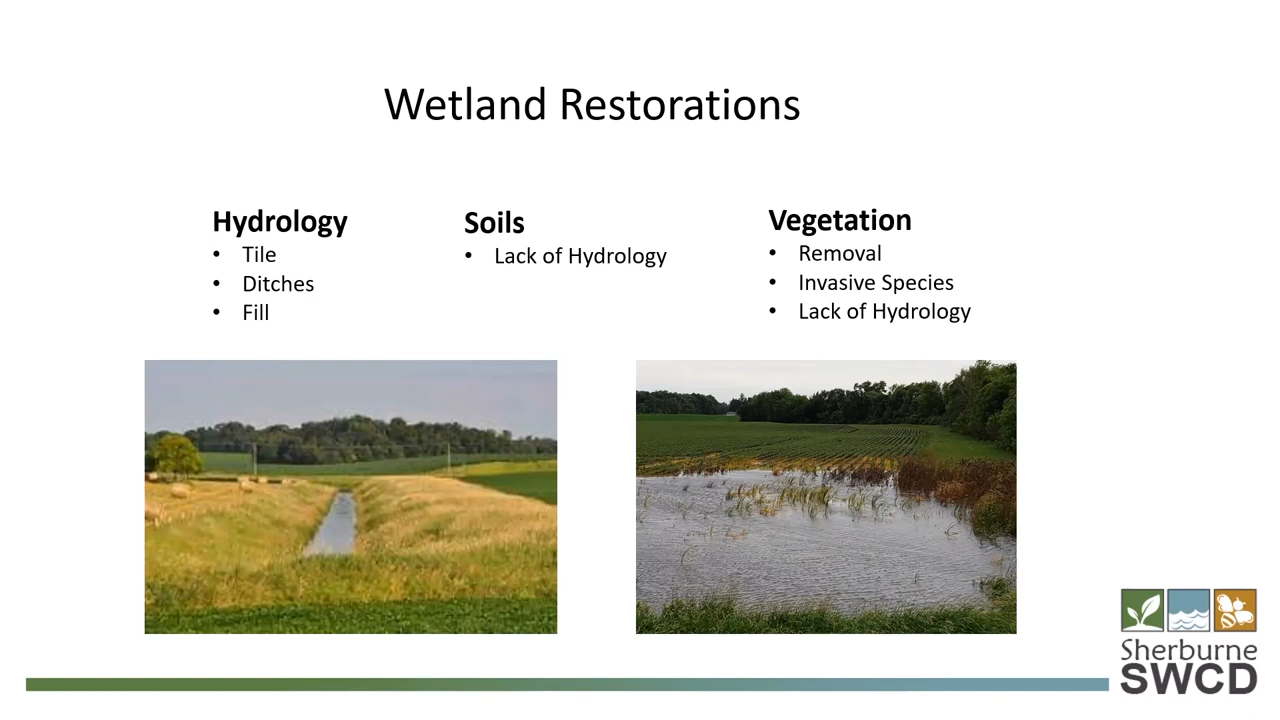 Wetland Restorations
Hydrology
• Tile
• Ditches
• Fill
Soils
• Lack of Hydrology
Vegetation
• Removal
• Invasive Species
• Lack of Hydrology
Sherburne
SWCD